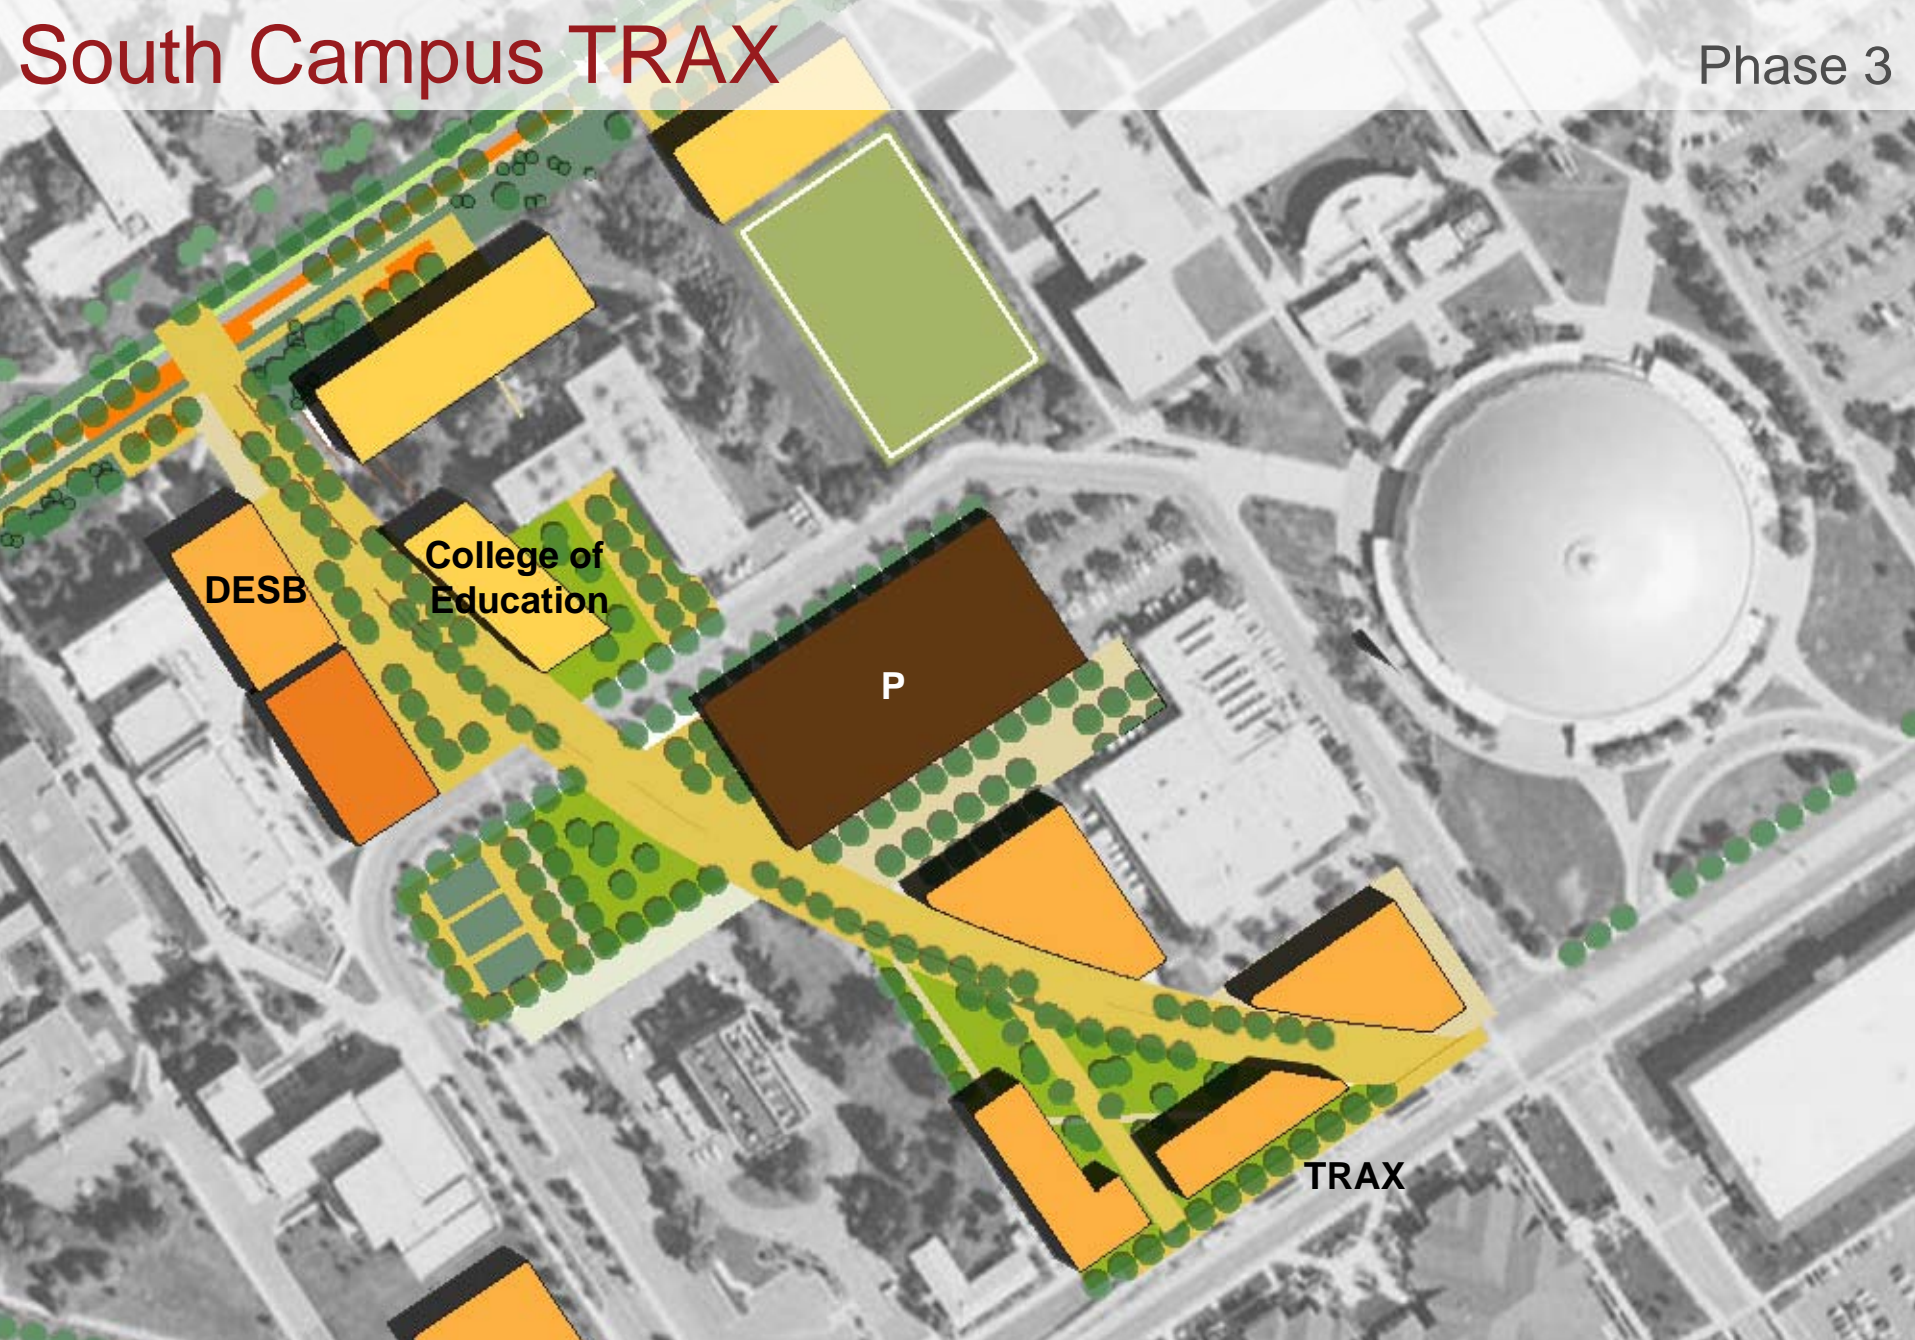 South Campus TRAX
Phase 3
College of
Education
DESB
P
TRAX